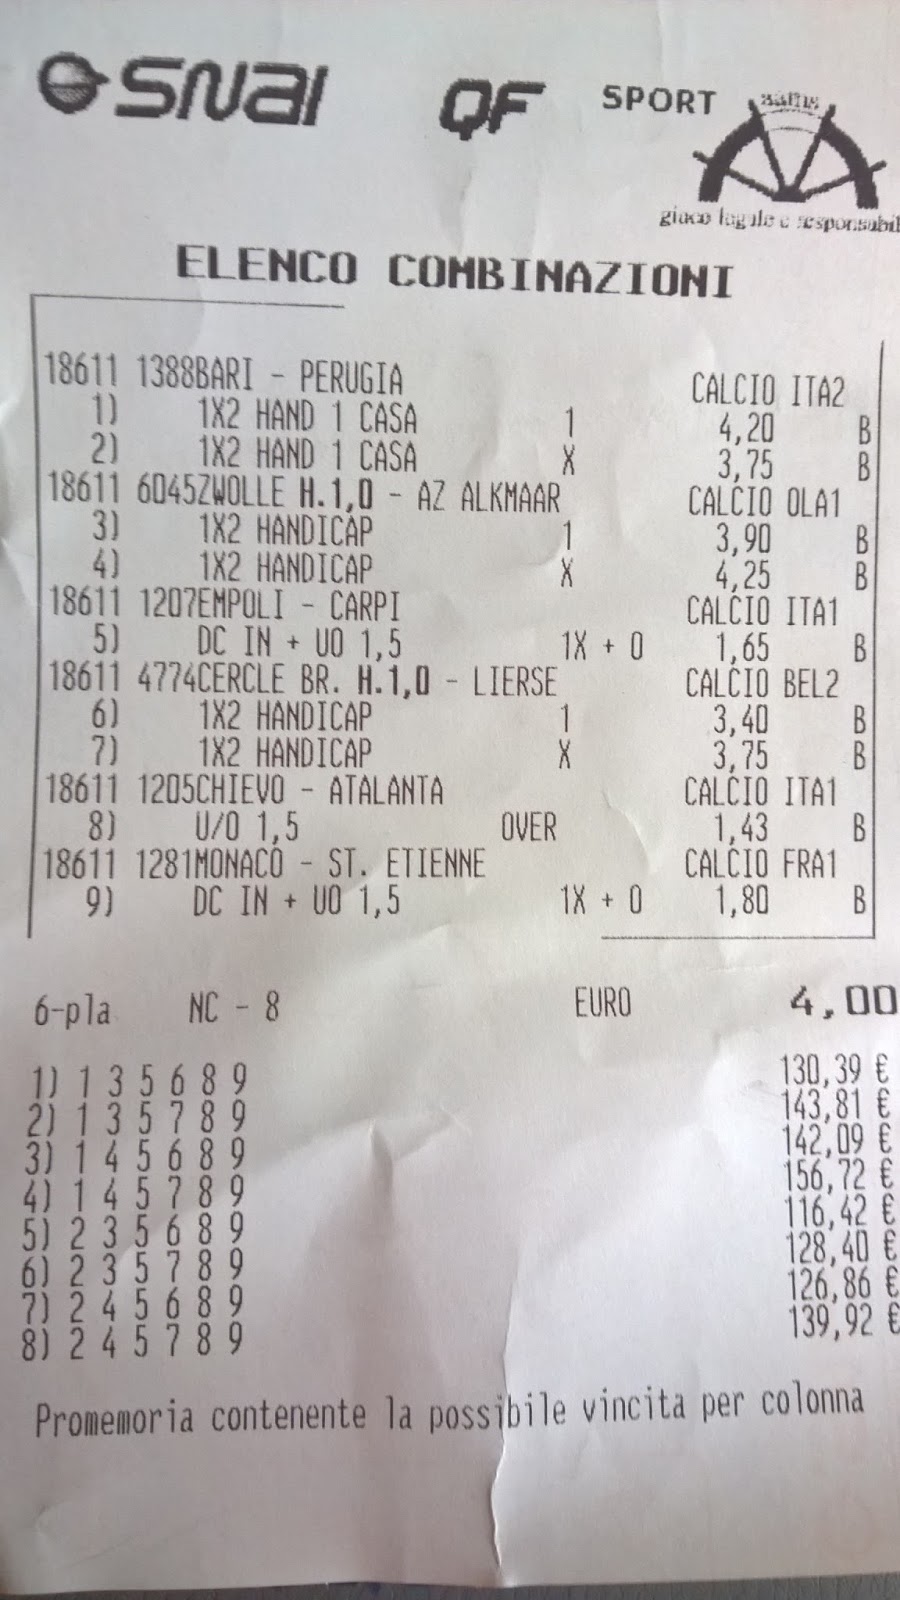 SNAI QF SPORT
aams
gioco legale e responsabil
ELENCO COMBINAZIONI
18611 1388BARI - PERUGIA CALCIO ITA2
1) 1X2 HAND 1 CASA 1 4,20 B
2) 1X2 HAND 1 CASA X 3,75 B
18611 6045ZWOLLE H.1,0 - AZ ALKMAAR CALCIO OLA1
3) 1X2 HANDICAP 1 3,90 B
4) 1X2 HANDICAP X 4,25 B
18611 1207EMPOLI - CARPI CALCIO ITA1
5) DC IN + UO 1,5 1X + O 1,65 B
18611 4774CERCLE BR. H.1,0 - LIERSE CALCIO BEL2
6) 1X2 HANDICAP 1 3,40 B
7) 1X2 HANDICAP X 3,75 B
18611 1205CHIEVO - ATALANTA CALCIO ITA1
8) U/O 1,5 OVER 1,43 B
18611 1281MONACO - ST. ETIENNE CALCIO FRA1
9) DC IN + UO 1,5 1X + O 1,80 B
6-pla NC - 8 EURO 4,00
1) 1 3 5 6 8 9 130,39 €
2) 1 3 5 7 8 9 143,81 €
3) 1 4 5 6 8 9 142,09 €
4) 1 4 5 7 8 9 156,72 €
5) 2 3 5 6 8 9 116,42 €
6) 2 3 5 7 8 9 128,40 €
7) 2 4 5 6 8 9 126,86 €
8) 2 4 5 7 8 9 139,92 €
Promemoria contenente la possibile vincita per colonna